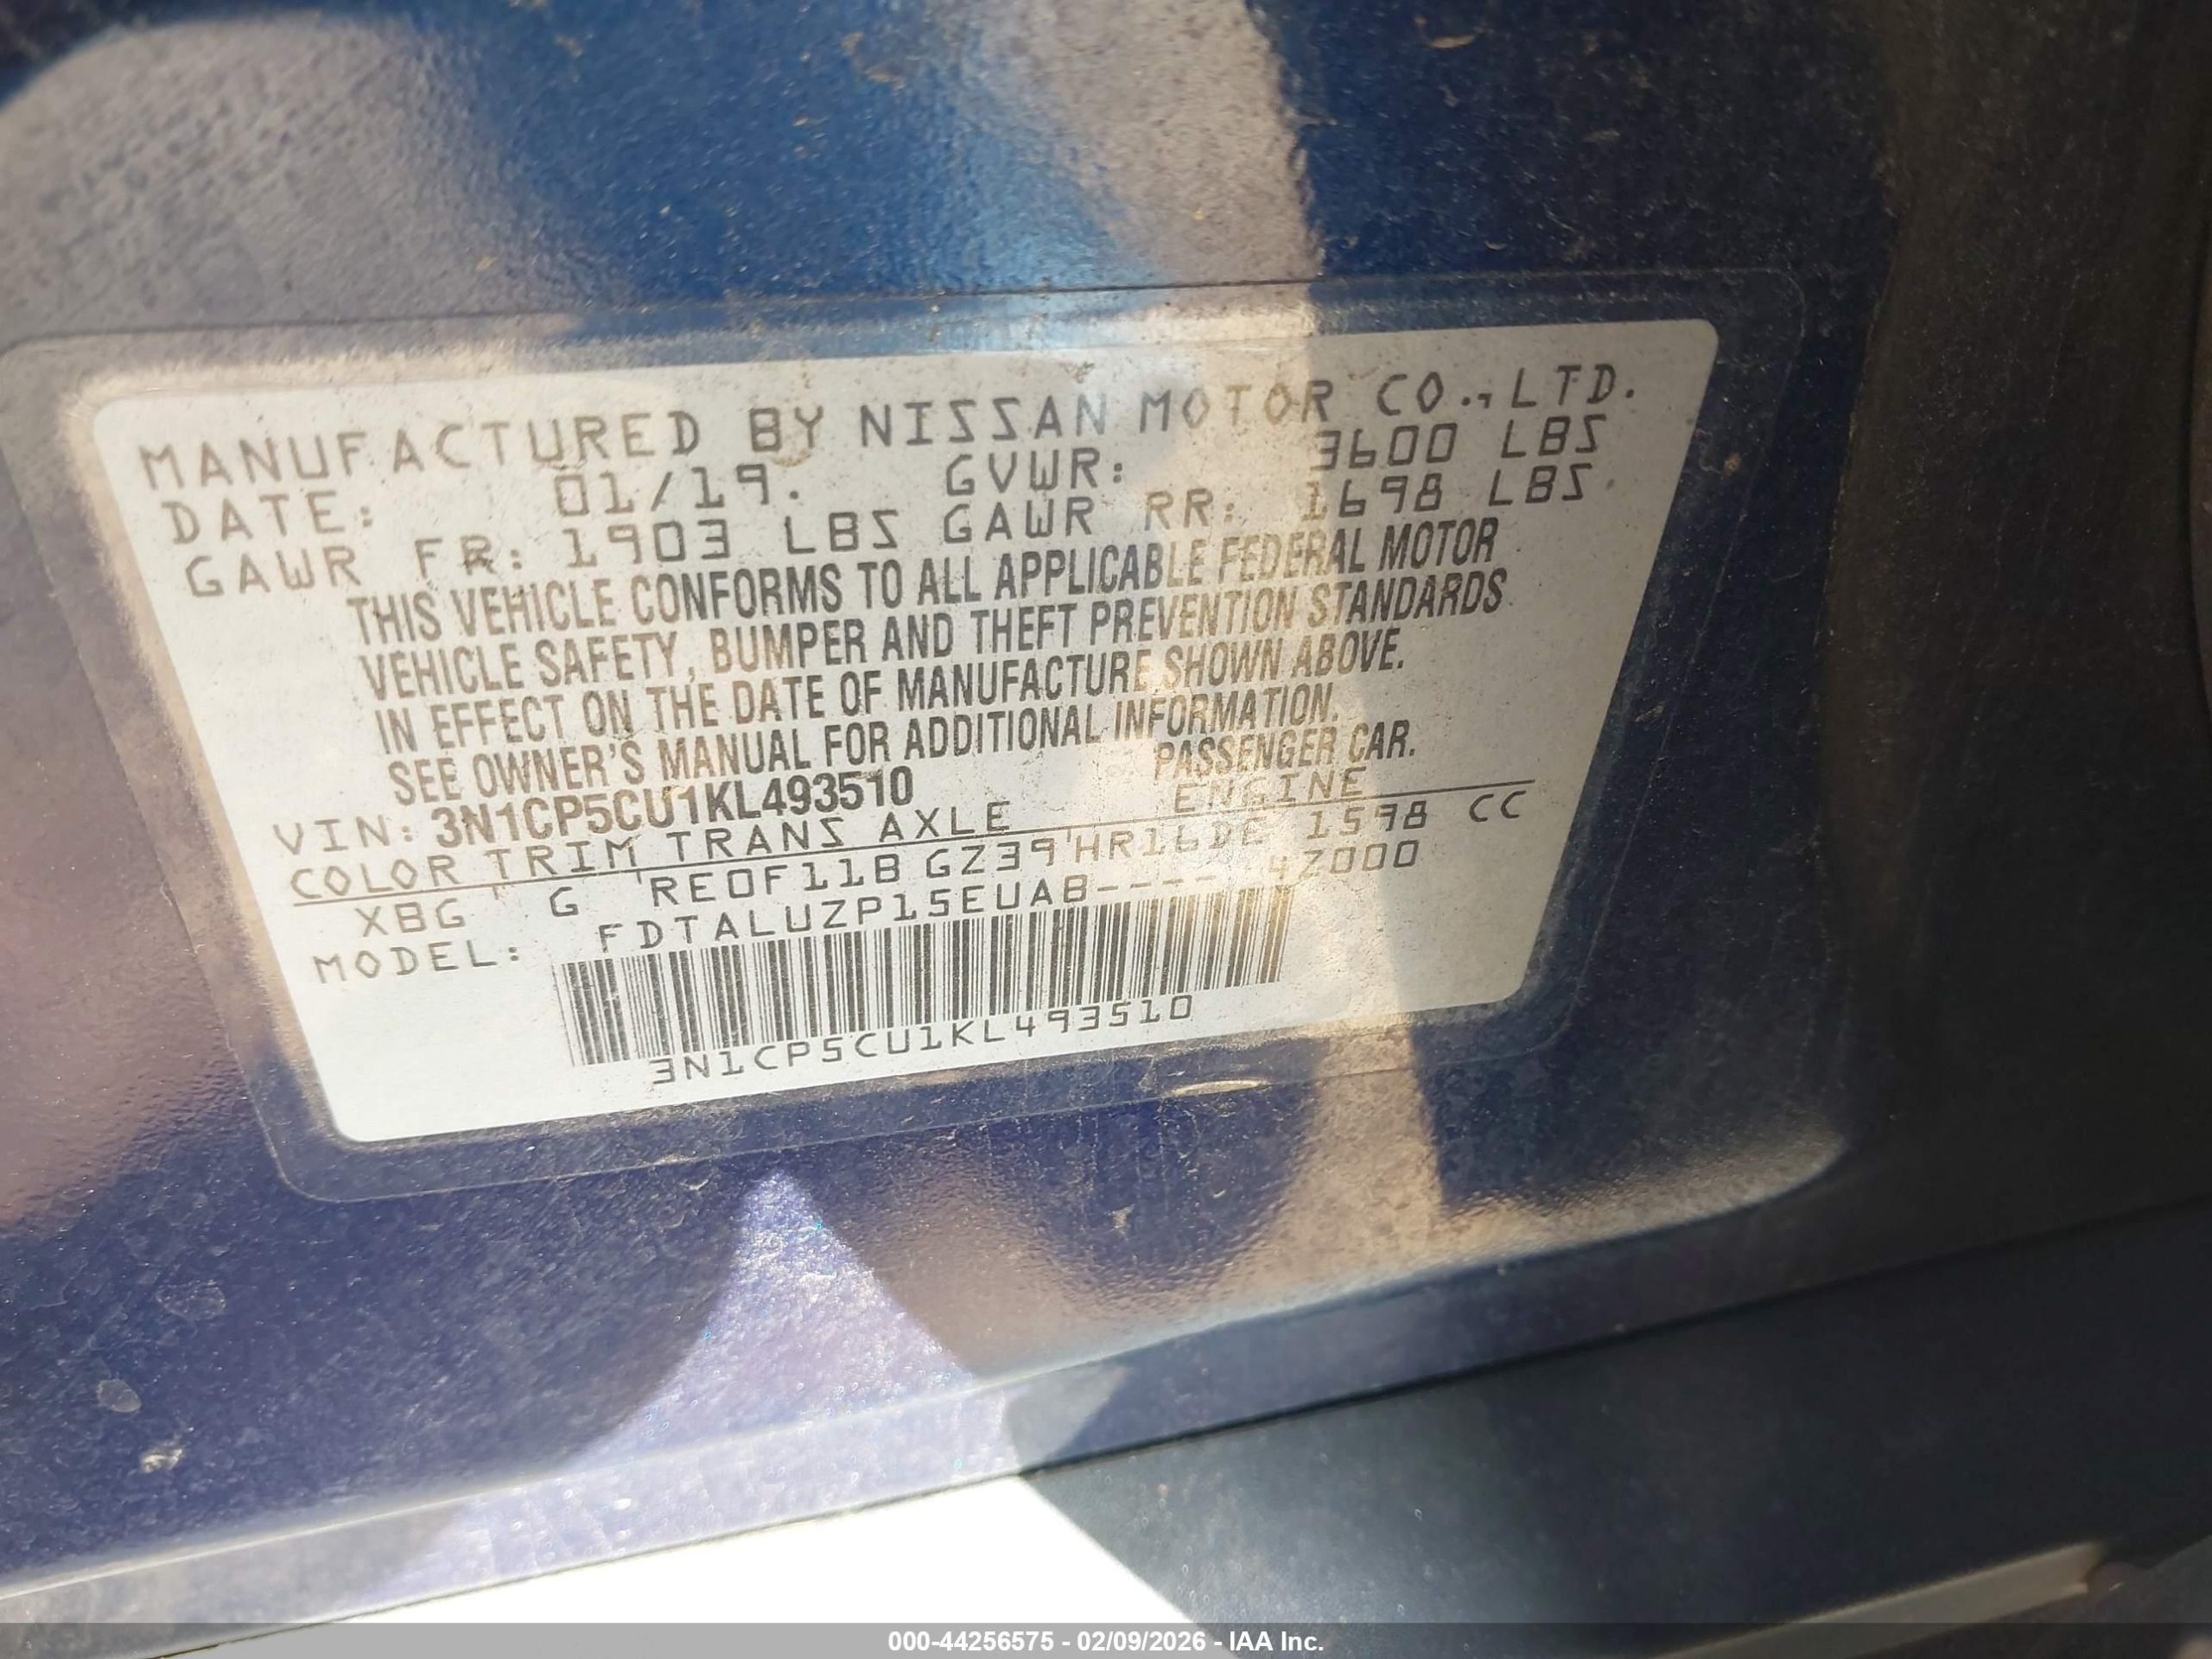 MANUFACTURED BY NISSAN MOTOR CO., LTD.
DATE: 01/19. GVWR: 3600 LBS
GAWR FR: 1903 LBS GAWR RR: 1698 LBS.
THIS VEHICLE CONFORMS TO ALL APPLICABLE FEDERAL MOTOR
VEHICLE SAFETY, BUMPER AND THEFT PREVENTION STANDARDS
IN EFFECT ON THE DATE OF MANUFACTURE SHOWN ABOVE.
SEE OWNER'S MANUAL FOR ADDITIONAL INFORMATION.
VIN: 3N1CP5CU1KL493510 PASSENGER CAR.
COLOR TRIM TRANS AXLE ENGINE
XBG G RE0F11B GZ39 HR16DE 1598 CC
MODEL: FDTALUZP15EUAB---- 4Z000
3N1CP5CU1KL493510
000-44256575 - 02/09/2026 - IAA Inc.